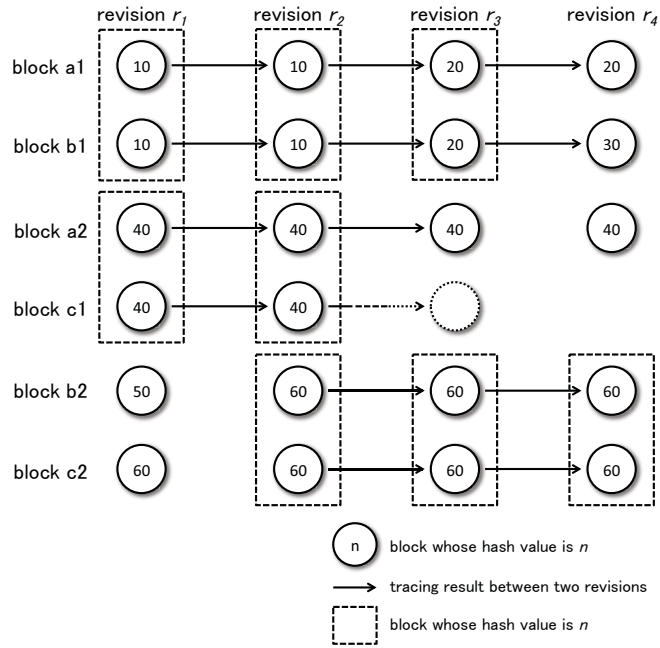 revision r1 revision r2 revision r3 revision r4
block a1 10 10 20 20
block b1 10 10 20 30
block a2 40 40 40 40
block c1 40 40
block b2 50 60 60 60
block c2 60 60 60 60
n block whose hash value is n
tracing result between two revisions
block whose hash value is n